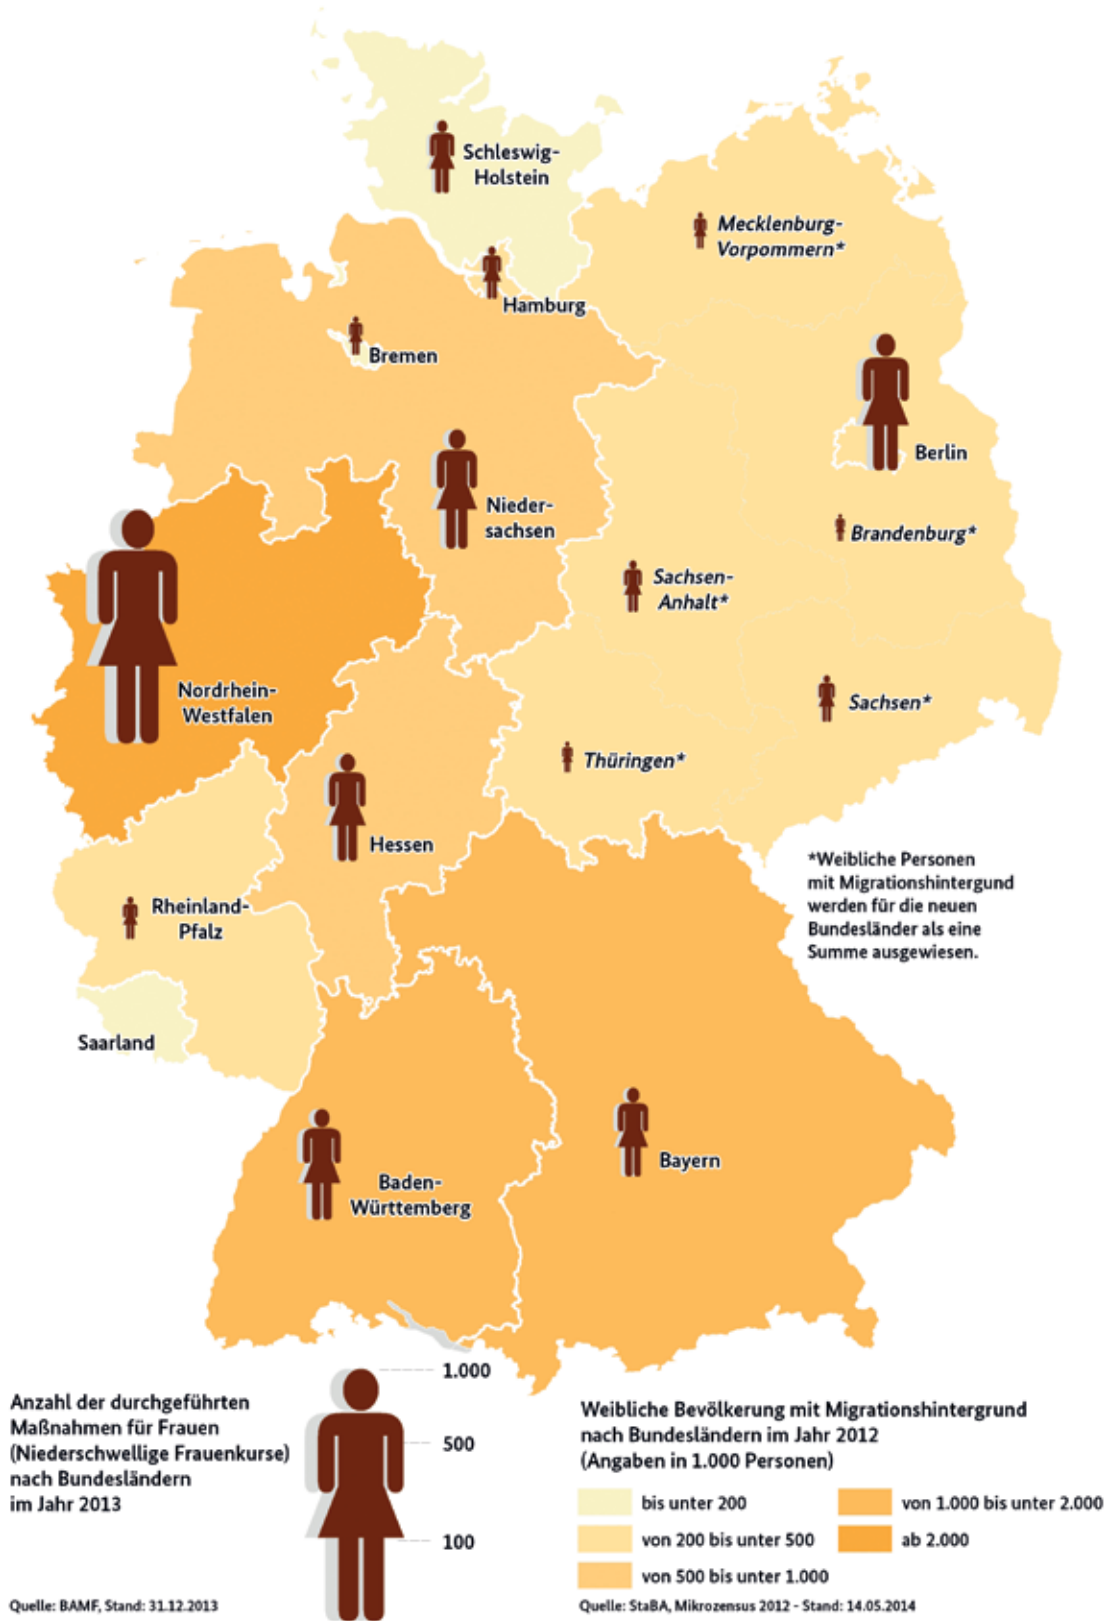 Schleswig-
Holstein
Mecklenburg-
Vorpommern*
Hamburg
Bremen
Berlin
Nieder-
sachsen
Brandenburg*
Sachsen-
Anhalt*
Nordrhein-
Westfalen
Sachsen*
Thüringen*
Hessen
*Weibliche Personen
mit Migrationshintergund
werden für die neuen
Bundesländer als eine
Summe ausgewiesen.
Rheinland-
Pfalz
Saarland
Bayern
Baden-
Württemberg
Anzahl der durchgeführten
Maßnahmen für Frauen
(Niederschwellige Frauenkurse)
nach Bundesländern
im Jahr 2013
1.000
500
100
Weibliche Bevölkerung mit Migrationshintergrund
nach Bundesländern im Jahr 2012
(Angaben in 1.000 Personen)
bis unter 200
von 200 bis unter 500
von 500 bis unter 1.000
von 1.000 bis unter 2.000
ab 2.000
Quelle: BAMF, Stand: 31.12.2013
Quelle: StaBA, Mikrozensus 2012 - Stand: 14.05.2014